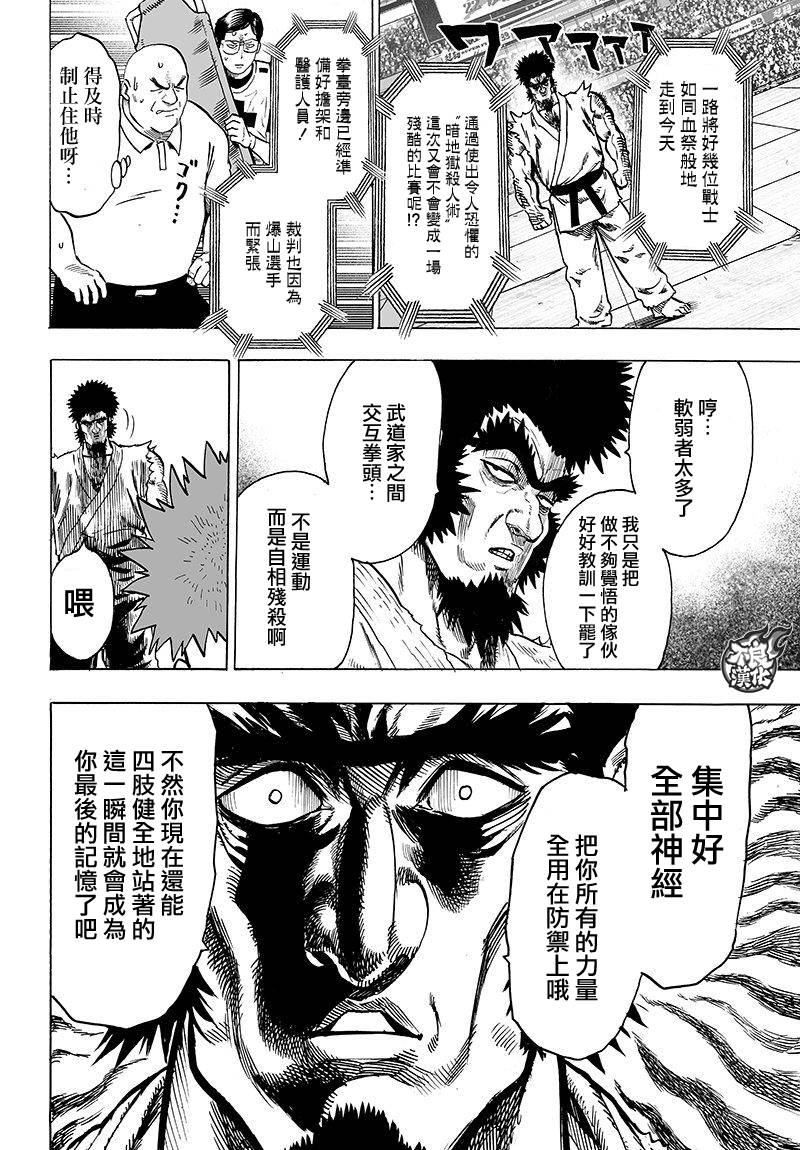 ワアアアァァ
一路將好幾位戰士
如同血祭般地
走到今天
通過使出令人恐懼的
〝暗地獄殺人術〞
這次又會不會變成一場
殘酷的比賽呢!?
拳臺旁邊已經準
備好擔架和
醫護人員!
裁判也因為
爆山選手
而緊張
得及時
制止住他呀…
ゴク…
哼…
軟弱者太多了
我只是把
做不夠覺悟的傢伙
好好教訓一下罷了
武道家之間
交互拳頭…
不是運動
而是自相殘殺啊
喂
狼
漢化
集中好
全部神經
把你所有的力量
全用在防禦上哦
不然你現在還能
四肢健全地站著的
這一瞬間就會成為
你最後的記憶了吧